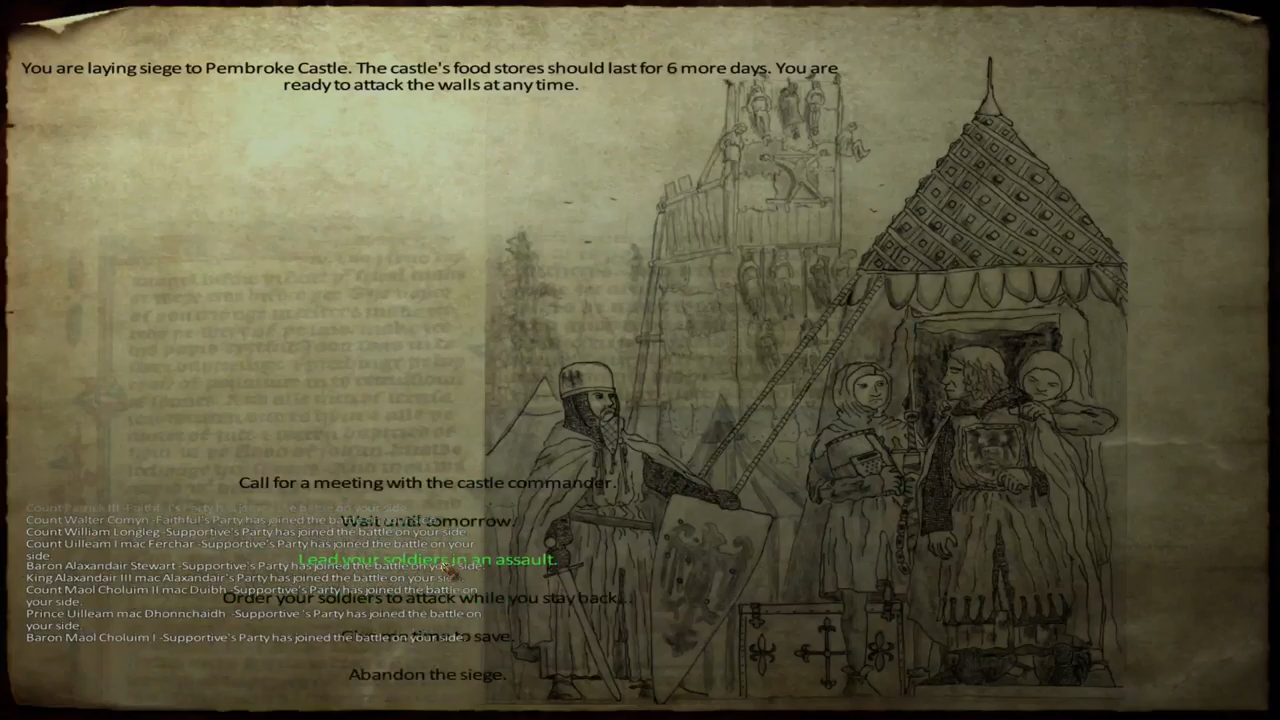 You are laying siege to Pembroke Castle. The castle's food stores should last for 6 more days. You are
ready to attack the walls at any time.
Call for a meeting with the castle commander.
Wait until tomorrow.
Lead your soldiers in an assault.
Order your soldiers to attack while you stay back...
time to save.
Abandon the siege.
Count Walter Comyn -Faithful's Party has joined the battle on your side.
Count William Longleg -Supportive's Party has joined the battle on your side.
Count Uilleam I mac Ferchar -Supportive's Party has joined the battle on your
side.
Baron Alaxandair Stewart -Supportive's Party has joined the battle on your side.
King Alaxandair III mac Alaxandair's Party has joined the battle on your side.
Count Maol Choluim II mac Duibh -Supportive's Party has joined the battle on
your side.
Prince Uilleam mac Dhonnchaidh -Supportive 's Party has joined the battle on
your side.
Baron Maol Choluim I -Supportive's Party has joined the battle on your side.